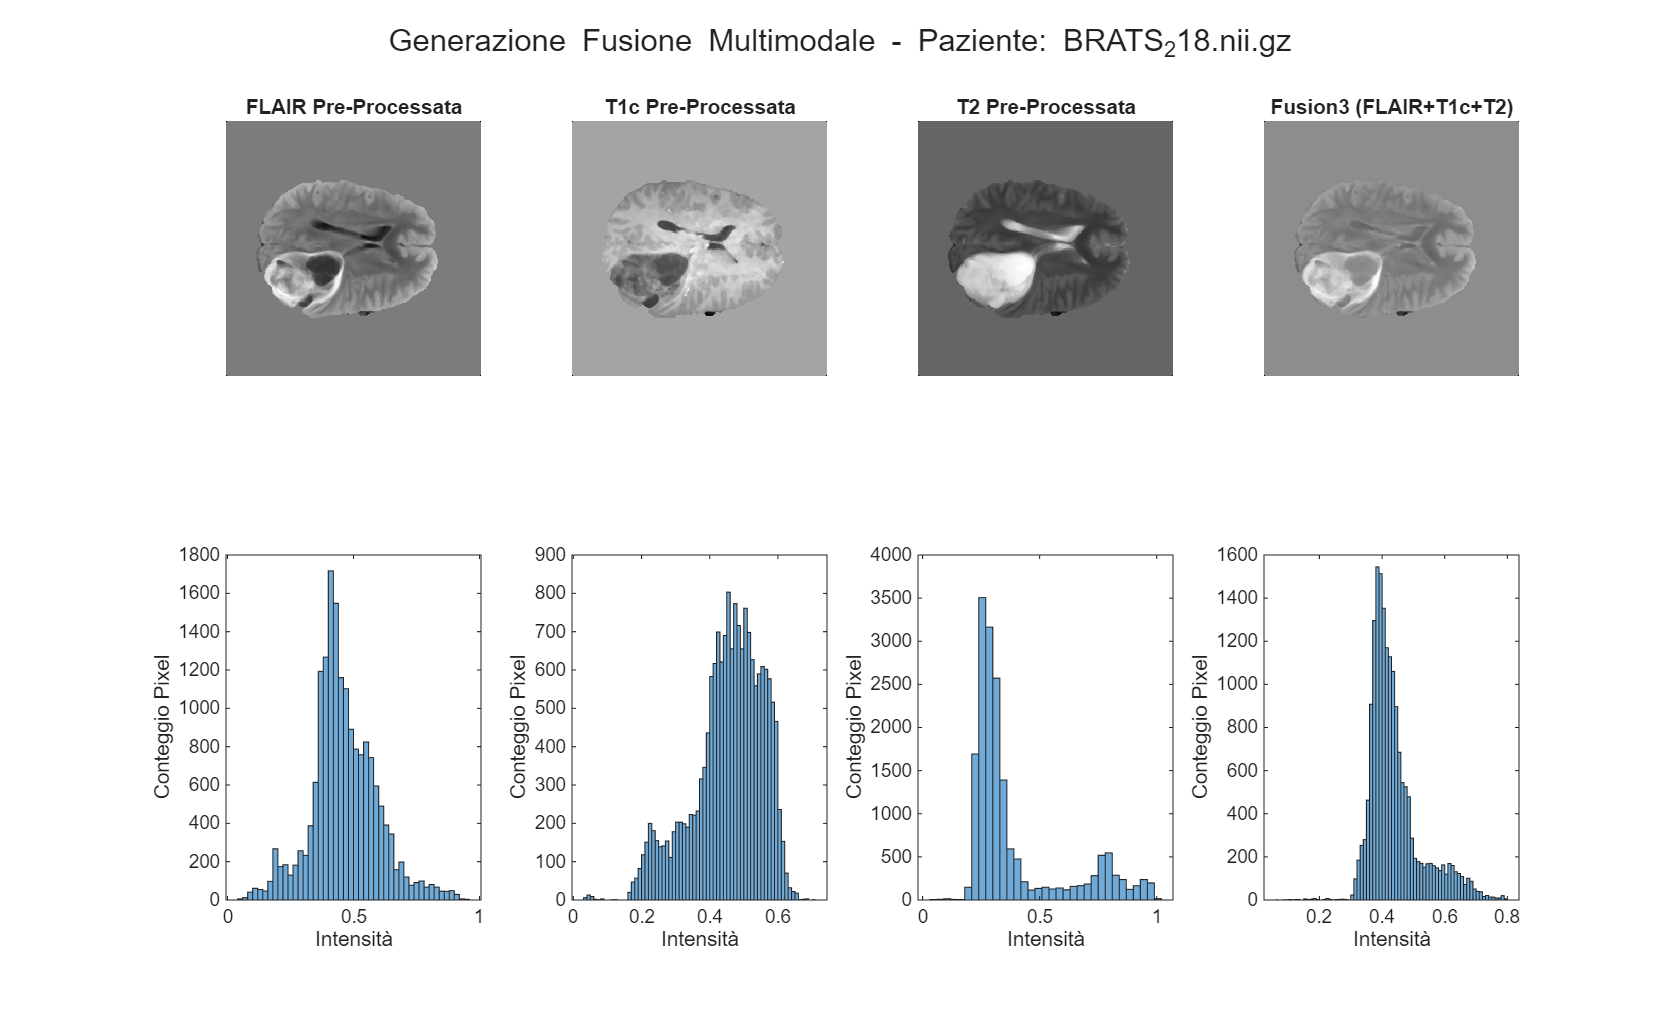 Generazione Fusione Multimodale - Paziente: BRATS₂18.nii.gz
FLAIR Pre-Processata
T1c Pre-Processata
T2 Pre-Processata
Fusion3 (FLAIR+T1c+T2)
1800
1600
1400
1200
1000
800
600
400
200
0
Conteggio Pixel
0 0.5 1
Intensità
900
800
700
600
500
400
300
200
100
0
Conteggio Pixel
0 0.2 0.4 0.6
Intensità
4000
3500
3000
2500
2000
1500
1000
500
0
Conteggio Pixel
0 0.5 1
Intensità
1600
1400
1200
1000
800
600
400
200
0
Conteggio Pixel
0.2 0.4 0.6 0.8
Intensità